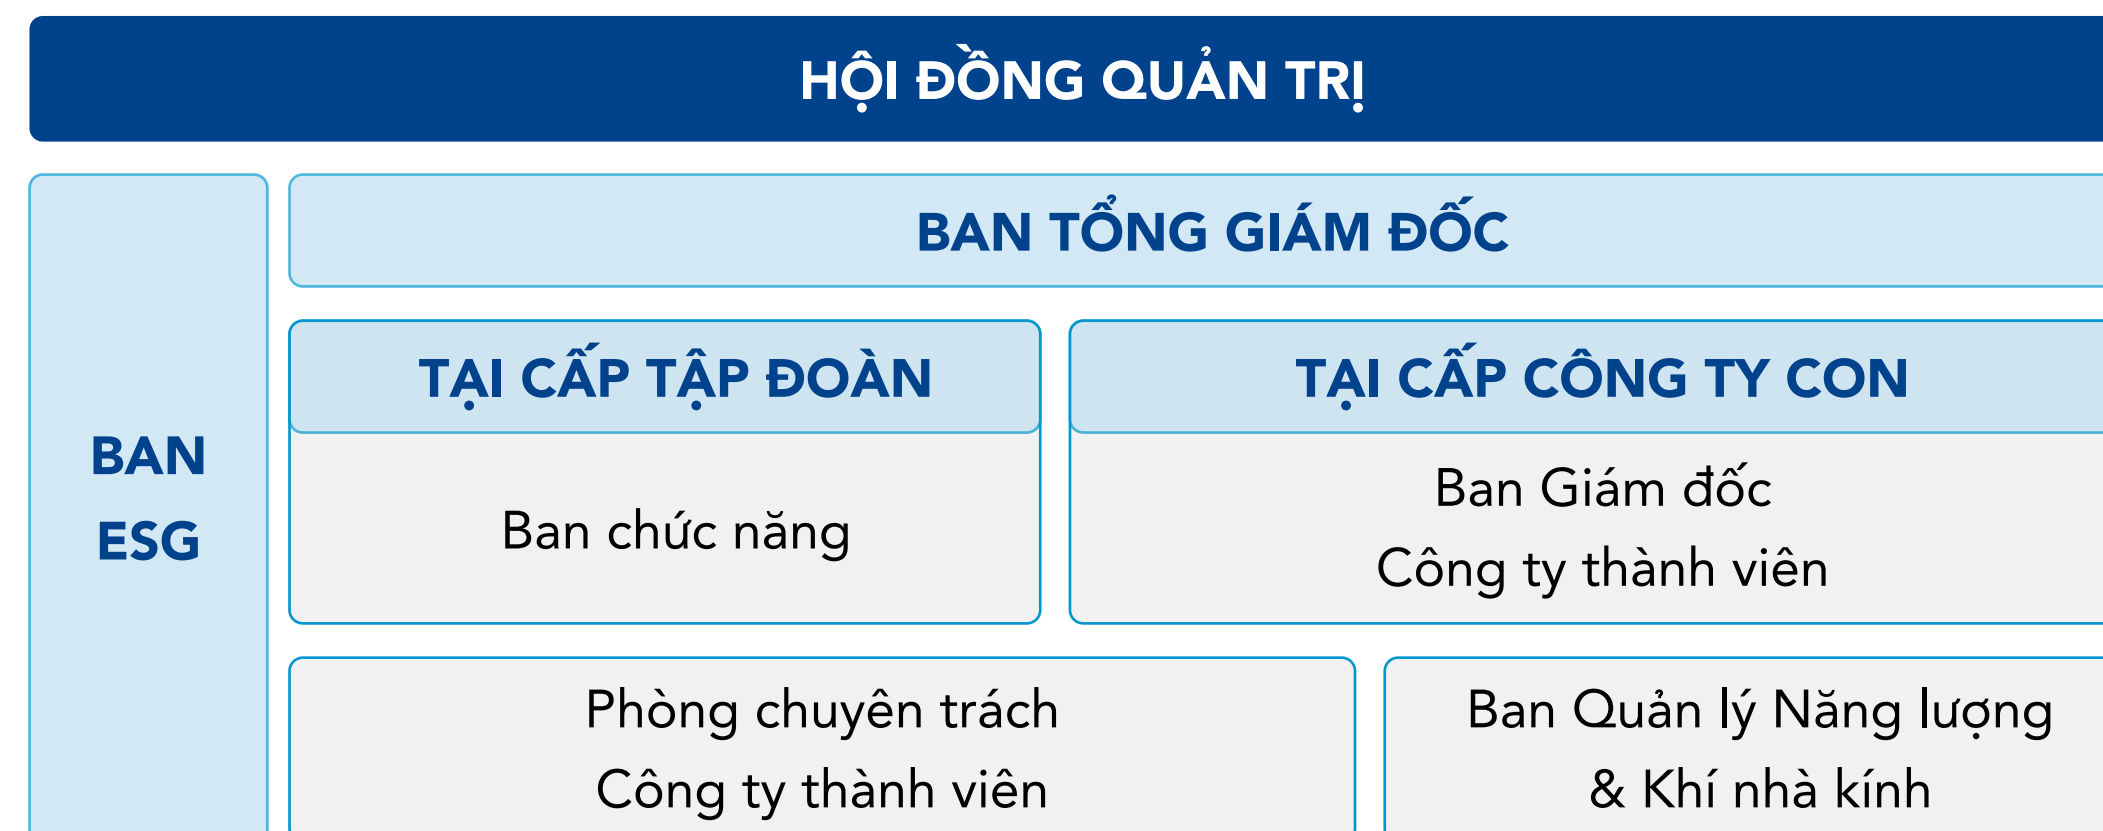 HỘI ĐỒNG QUẢN TRỊ
BAN TỔNG GIÁM ĐỐC
BAN
ESG
TẠI CẤP TẬP ĐOÀN
Ban chức năng
TẠI CẤP CÔNG TY CON
Ban Giám đốc
Công ty thành viên
Phòng chuyên trách
Công ty thành viên
Ban Quản lý Năng lượng
& Khí nhà kính